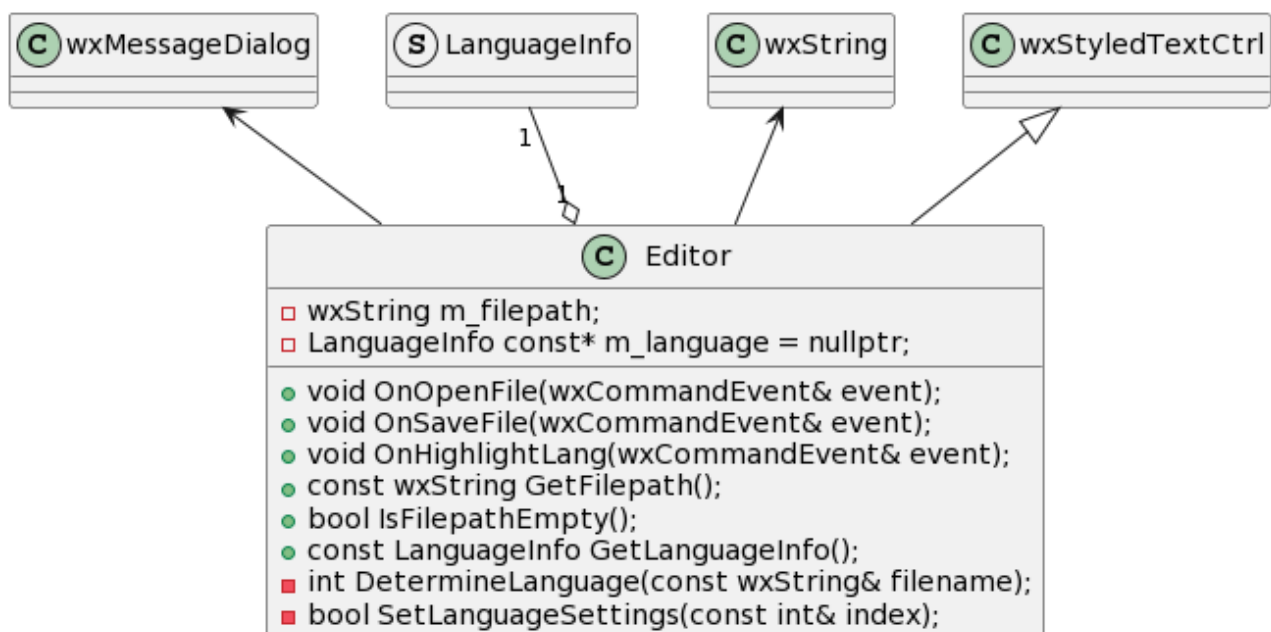 C wxMessageDialog
S LanguageInfo
C wxString
C wxStyledTextCtrl
1
1
C Editor
wxString m_filepath;
LanguageInfo const* m_language = nullptr;
void OnOpenFile(wxCommandEvent& event);
void OnSaveFile(wxCommandEvent& event);
void OnHighlightLang(wxCommandEvent& event);
const wxString GetFilepath();
bool IsFilepathEmpty();
const LanguageInfo GetLanguageInfo();
int DetermineLanguage(const wxString& filename);
bool SetLanguageSettings(const int& index);